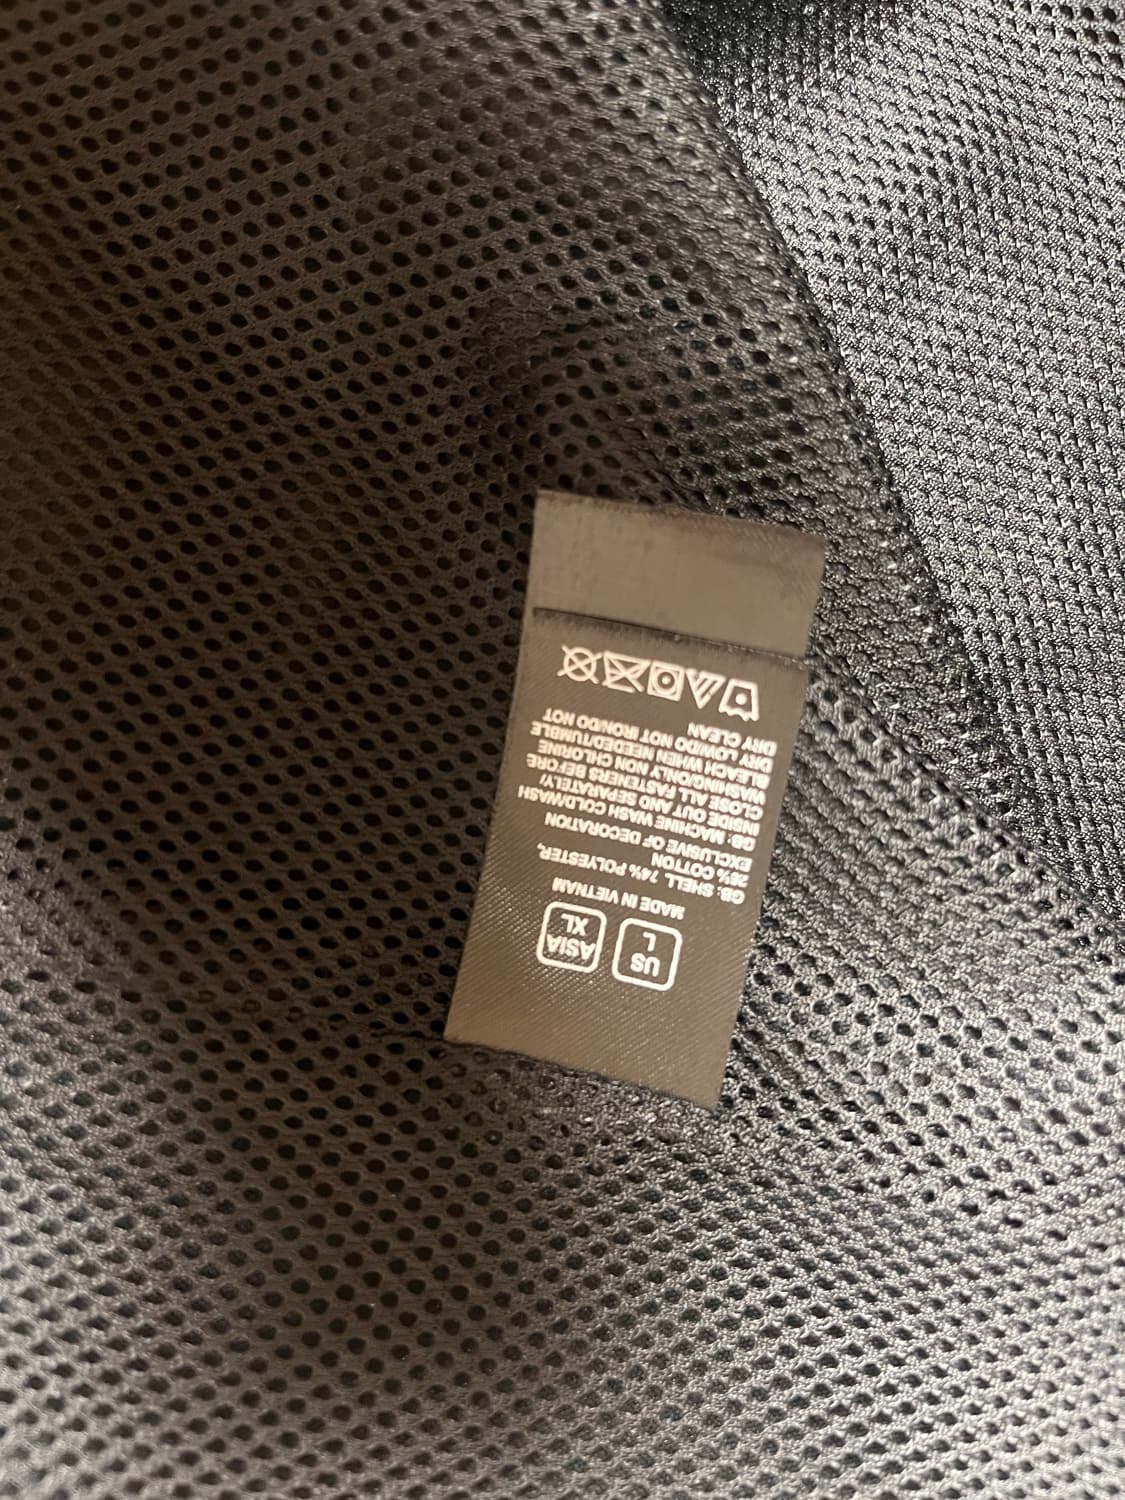 US
L
ASIA
XL
MADE IN VIETNAM
GB: SHELL, 74% POLYESTER,
26% COTTON
EXCLUSIVE OF DECORATION
GB: MACHINE WASH COLD/WASH
INSIDE OUT AND SEPARATELY/
CLOSE ALL FASTENERS BEFORE
WASHING/ONLY NON CHLORINE
BLEACH WHEN NEEDED/TUMBLE
DRY LOW/DO NOT IRON/DO NOT
DRY CLEAN